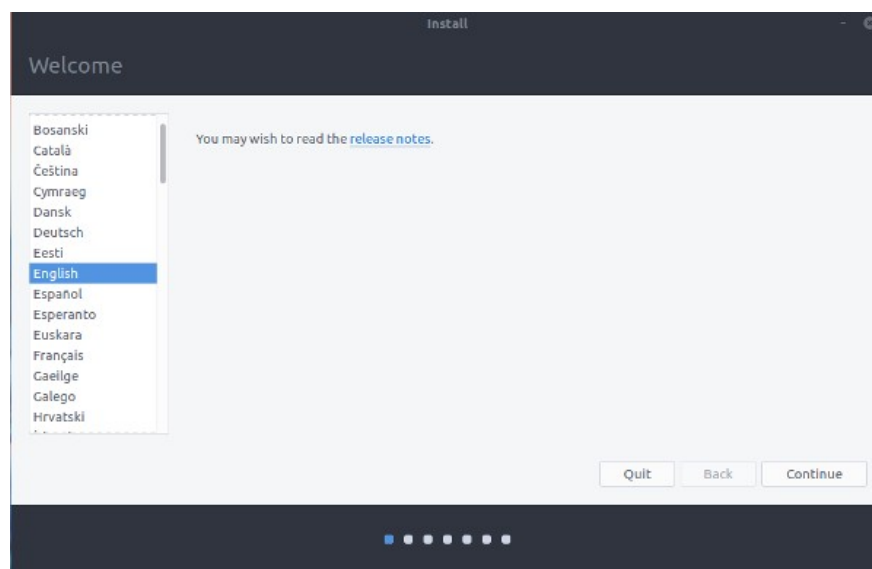 Install
Welcome
Bosanski
Català
Čeština
Cymraeg
Dansk
Deutsch
Eesti
English
Español
Esperanto
Euskara
Français
Gaeilge
Galego
Hrvatski
You may wish to read the release notes.
Quit
Back
Continue